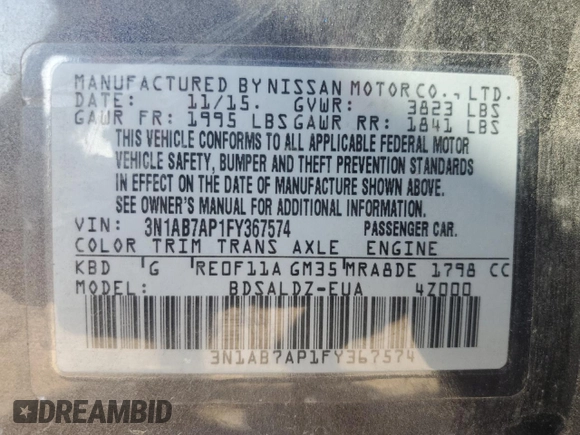 MANUFACTURED BY NISSAN MOTOR CO., LTD.
DATE: 11/15. GVWR: 3823 LBS
GAWR FR: 1995 LBS GAWR RR: 1841 LBS
THIS VEHICLE CONFORMS TO ALL APPLICABLE FEDERAL MOTOR
VEHICLE SAFETY, BUMPER AND THEFT PREVENTION STANDARDS
IN EFFECT ON THE DATE OF MANUFACTURE SHOWN ABOVE.
SEE OWNER'S MANUAL FOR ADDITIONAL INFORMATION.
VIN: 3N1AB7AP1FY367574 PASSENGER CAR.
COLOR TRIM TRANS AXLE ENGINE
KBD G RE0F11A GM35 MRA8DE 1798 CC
MODEL: BDSALDZ-EUA 4Z000
3N1AB7AP1FY367574
DREAMBID